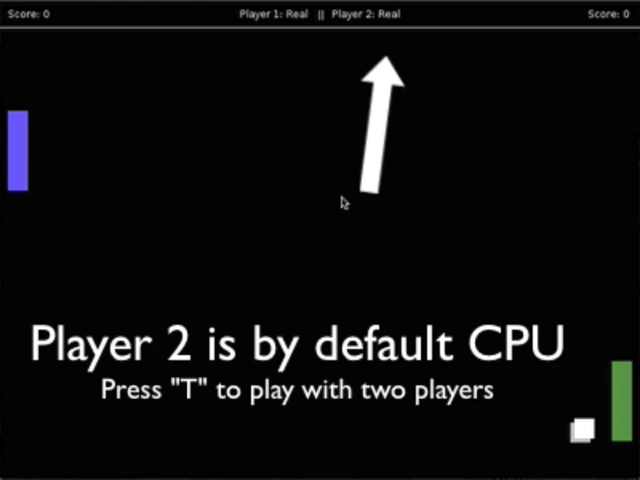 Score: 0 Player 1: Real || Player 2: Real Score: 0
Player 2 is by default CPU
Press "T" to play with two players